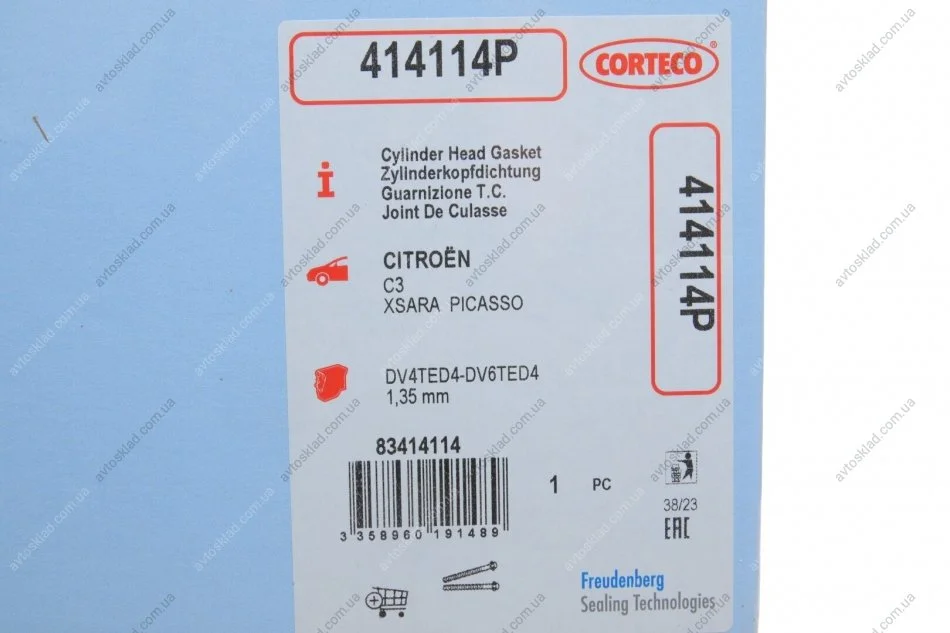 414114P
CORTECO®
Cylinder Head Gasket
Zylinderkopfdichtung
Guarnizione T.C.
Joint De Culasse
414114P
CITROËN
C3
XSARA PICASSO
DV4TED4-DV6TED4
1,35 mm
83414114
3 358960 191489
1 PC
38/23
EAC
Freudenberg
Sealing Technologies
avtosklad.com.ua